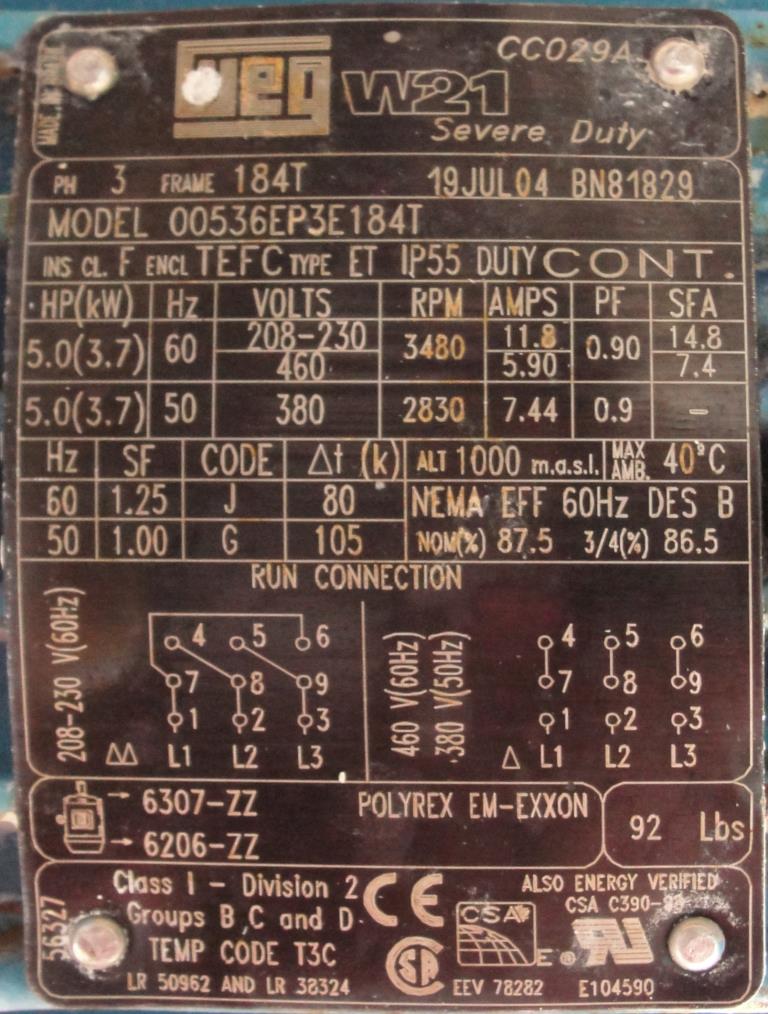 CC029A
WEG W21
Severe Duty
PH 3 FRAME 184T 19JUL04 BN81829
MODEL 00536EP3E184T
INS CL. F ENCL TEFC TYPE ET IP55 DUTY CONT.
HP(kW) Hz VOLTS RPM AMPS PF SFA
5.0(3.7) 60 208-230 3480 11.8 0.90 14.8
460 5.90 7.4
5.0(3.7) 50 380 2830 7.44 0.9 -
Hz SF CODE Δt (k) ALT 1000 m.a.s.l. MAX AMB. 40°C
60 1.25 J 80 NEMA EFF 60Hz DES B
50 1.00 G 105 NOM(%) 87.5 3/4(%) 86.5
RUN CONNECTION
208-230 V(60Hz)
4 5 6
7 8 9
1 2 3
ΔΔ L1 L2 L3
460 V(60Hz)
380 V(50Hz)
4 5 6
7 8 9
1 2 3
Δ L1 L2 L3
6307-ZZ POLYREX EM-EXXON
6206-ZZ
92 Lbs
56327
Class I - Division 2
Groups B,C and D
TEMP CODE T3C
LR 50962 AND LR 38324
CE
ALSO ENERGY VERIFIED
CSA C390-
CSA
E
EEV 78282 E104590